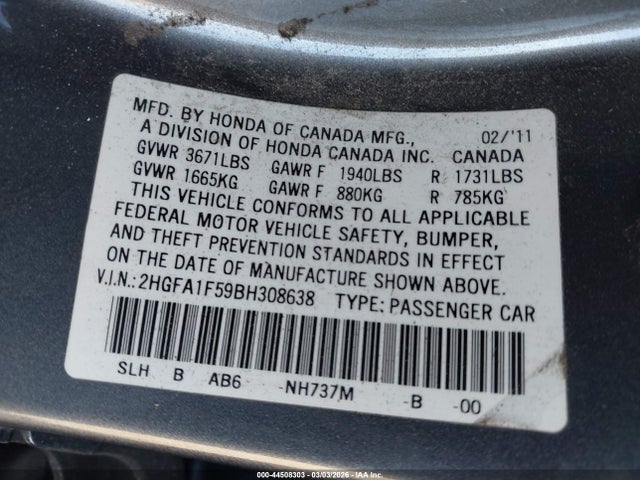 MFD. BY HONDA OF CANADA MFG., 02/'11
A DIVISION OF HONDA CANADA INC. CANADA
GVWR 3671LBS GAWR F 1940LBS R 1731LBS
GVWR 1665KG GAWR F 880KG R 785KG
THIS VEHICLE CONFORMS TO ALL APPLICABLE
FEDERAL MOTOR VEHICLE SAFETY, BUMPER,
AND THEFT PREVENTION STANDARDS IN EFFECT
ON THE DATE OF MANUFACTURE SHOWN ABOVE.
V.I.N.:2HGFA1F59BH308638 TYPE: PASSENGER CAR
SLH B AB6 -NH737M -B -00
000-44508303 - 03/03/2026 - IAA Inc.